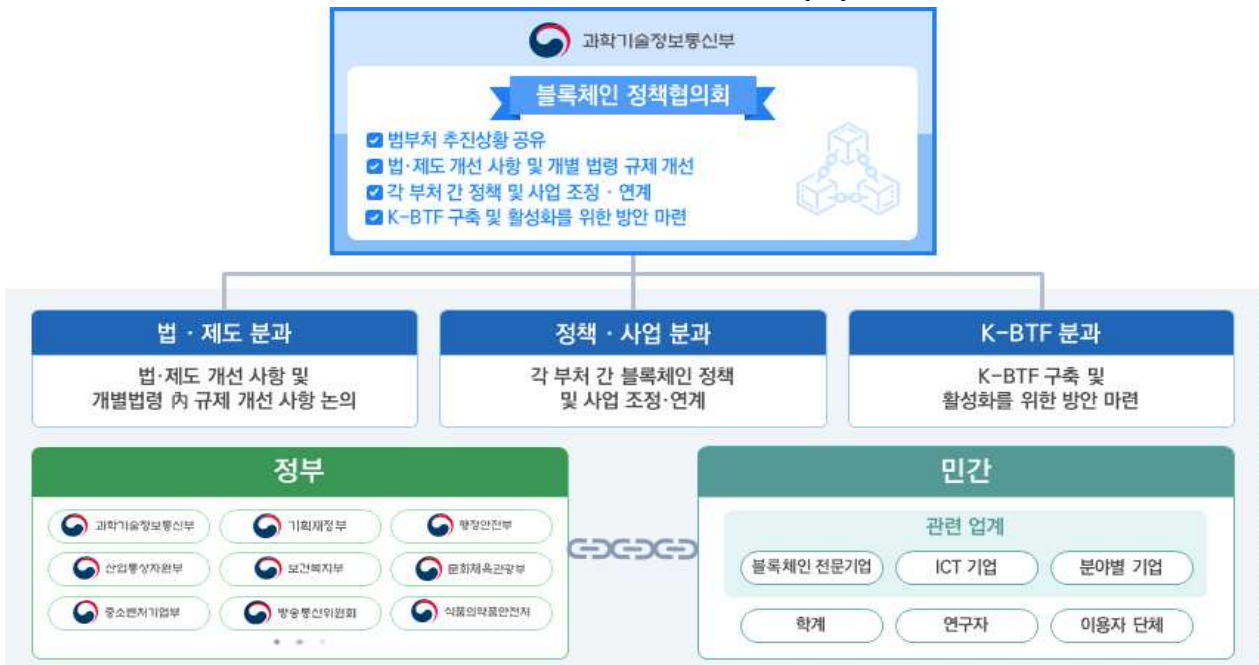 과학기술정보통신부
블록체인 정책협의회
범부처 추진상황 공유
법·제도 개선 사항 및 개별 법령 규제 개선
각 부처 간 정책 및 사업 조정 · 연계
K-BTF 구축 및 활성화를 위한 방안 마련
법 · 제도 분과
법·제도 개선 사항 및
개별법령 內 규제 개선 사항 논의
정책 · 사업 분과
각 부처 간 블록체인 정책
및 사업 조정·연계
K-BTF 분과
K-BTF 구축 및
활성화를 위한 방안 마련
정부
과학기술정보통신부
기획재정부
행정안전부
산업통상자원부
보건복지부
문화체육관광부
중소벤처기업부
방송통신위원회
식품의약품안전처
민간
관련 업계
블록체인 전문기업
ICT 기업
분야별 기업
학계
연구자
이용자 단체